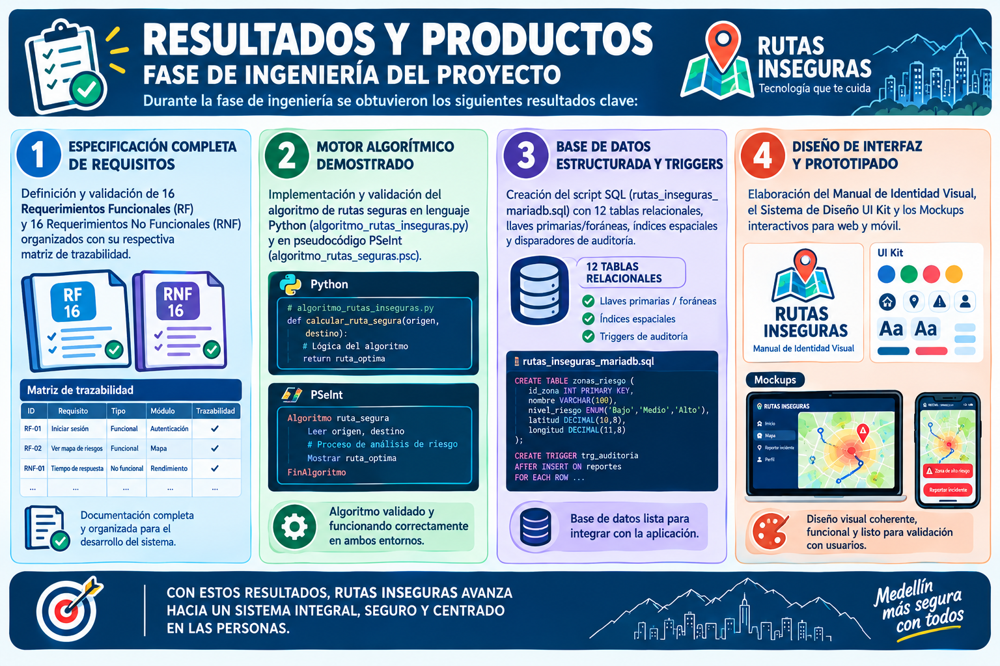 RESULTADOS Y PRODUCTOS
FASE DE INGENIERÍA DEL PROYECTO
Durante la fase de ingeniería se obtuvieron los siguientes resultados clave:
RUTAS
INSEGURAS
Tecnología que te cuida
1
ESPECIFICACIÓN COMPLETA
DE REQUISITOS
Definición y validación de 16
Requerimientos Funcionales (RF)
y 16 Requerimientos No Funcionales (RNF)
organizados con su respectiva
matriz de trazabilidad.
RF
16
RNF
16
Matriz de trazabilidad
ID Requisito Tipo Módulo Trazabilidad
RF-01 Iniciar sesión Funcional Autenticación ✓
RF-02 Ver mapa de riesgos Funcional Mapa ✓
RNF-01 Tiempo de respuesta No funcional Rendimiento ✓
... ... ... ... ...
Documentación completa
y organizada para el
desarrollo del sistema.
2
MOTOR ALGORÍTMICO
DEMOSTRADO
Implementación y validación del
algoritmo de rutas seguras en lenguaje
Python (algoritmo_rutas_inseguras.py)
y en pseudocódigo PSeInt
(algoritmo_rutas_seguras.psc).
Python
# algoritmo_rutas_inseguras.py
def calcular_ruta_segura(origen,
destino):
# Lógica del algoritmo
return ruta_optima
PSeInt
Algoritmo ruta_segura
Leer origen, destino
# Proceso de análisis de riesgo
Mostrar ruta_optima
FinAlgoritmo
Algoritmo validado y
funcionando correctamente
en ambos entornos.
3
BASE DE DATOS
ESTRUCTURADA Y TRIGGERS
Creación del script SQL (rutas_inseguras_
mariadb.sql) con 12 tablas relacionales,
llaves primarias/foráneas, índices espaciales
y disparadores de auditoría.
12 TABLAS
RELACIONALES
Llaves primarias / foráneas
Índices espaciales
Triggers de auditoría
rutas_inseguras_mariadb.sql
CREATE TABLE zonas_riesgo (
id_zona INT PRIMARY KEY,
nombre VARCHAR(100),
nivel_riesgo ENUM('Bajo','Medio','Alto'),
latitud DECIMAL(10,8),
longitud DECIMAL(11,8)
);
CREATE TRIGGER trg_auditoria
AFTER INSERT ON reportes
FOR EACH ROW ...
Base de datos lista para
integrar con la aplicación.
4
DISEÑO DE INTERFAZ
Y PROTOTIPADO
Elaboración del Manual de Identidad Visual,
el Sistema de Diseño UI Kit y los Mockups
interactivos para web y móvil.
RUTAS
INSEGURAS
Manual de Identidad Visual
UI Kit
Aa Aa
Mockups
RUTAS INSEGURAS
Inicio
Mapa
Reportar incidente
Perfil
Zona de alto riesgo
Reportar incidente
Diseño visual coherente,
funcional y listo para validación
con usuarios.
CON ESTOS RESULTADOS, RUTAS INSEGURAS AVANZA
HACIA UN SISTEMA INTEGRAL, SEGURO Y CENTRADO
EN LAS PERSONAS.
Medellín
más segura
con todos